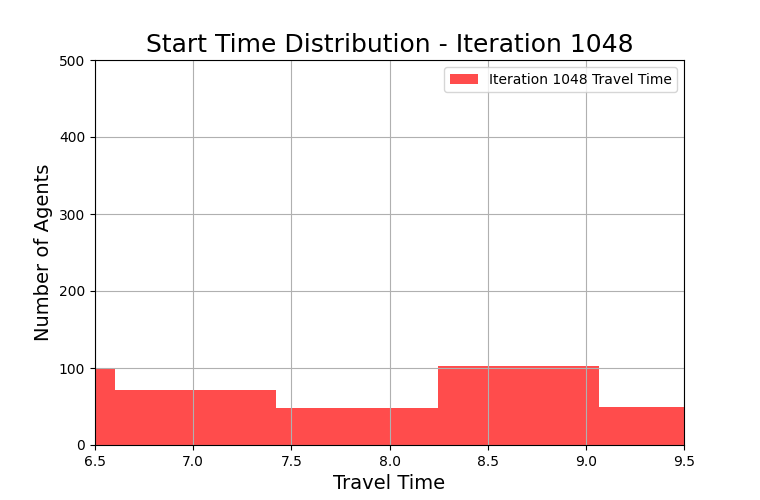 Start Time Distribution - Iteration 1048
Iteration 1048 Travel Time
Number of Agents
500
400
300
200
100
0
6.5 7.0 7.5 8.0 8.5 9.0 9.5
Travel Time